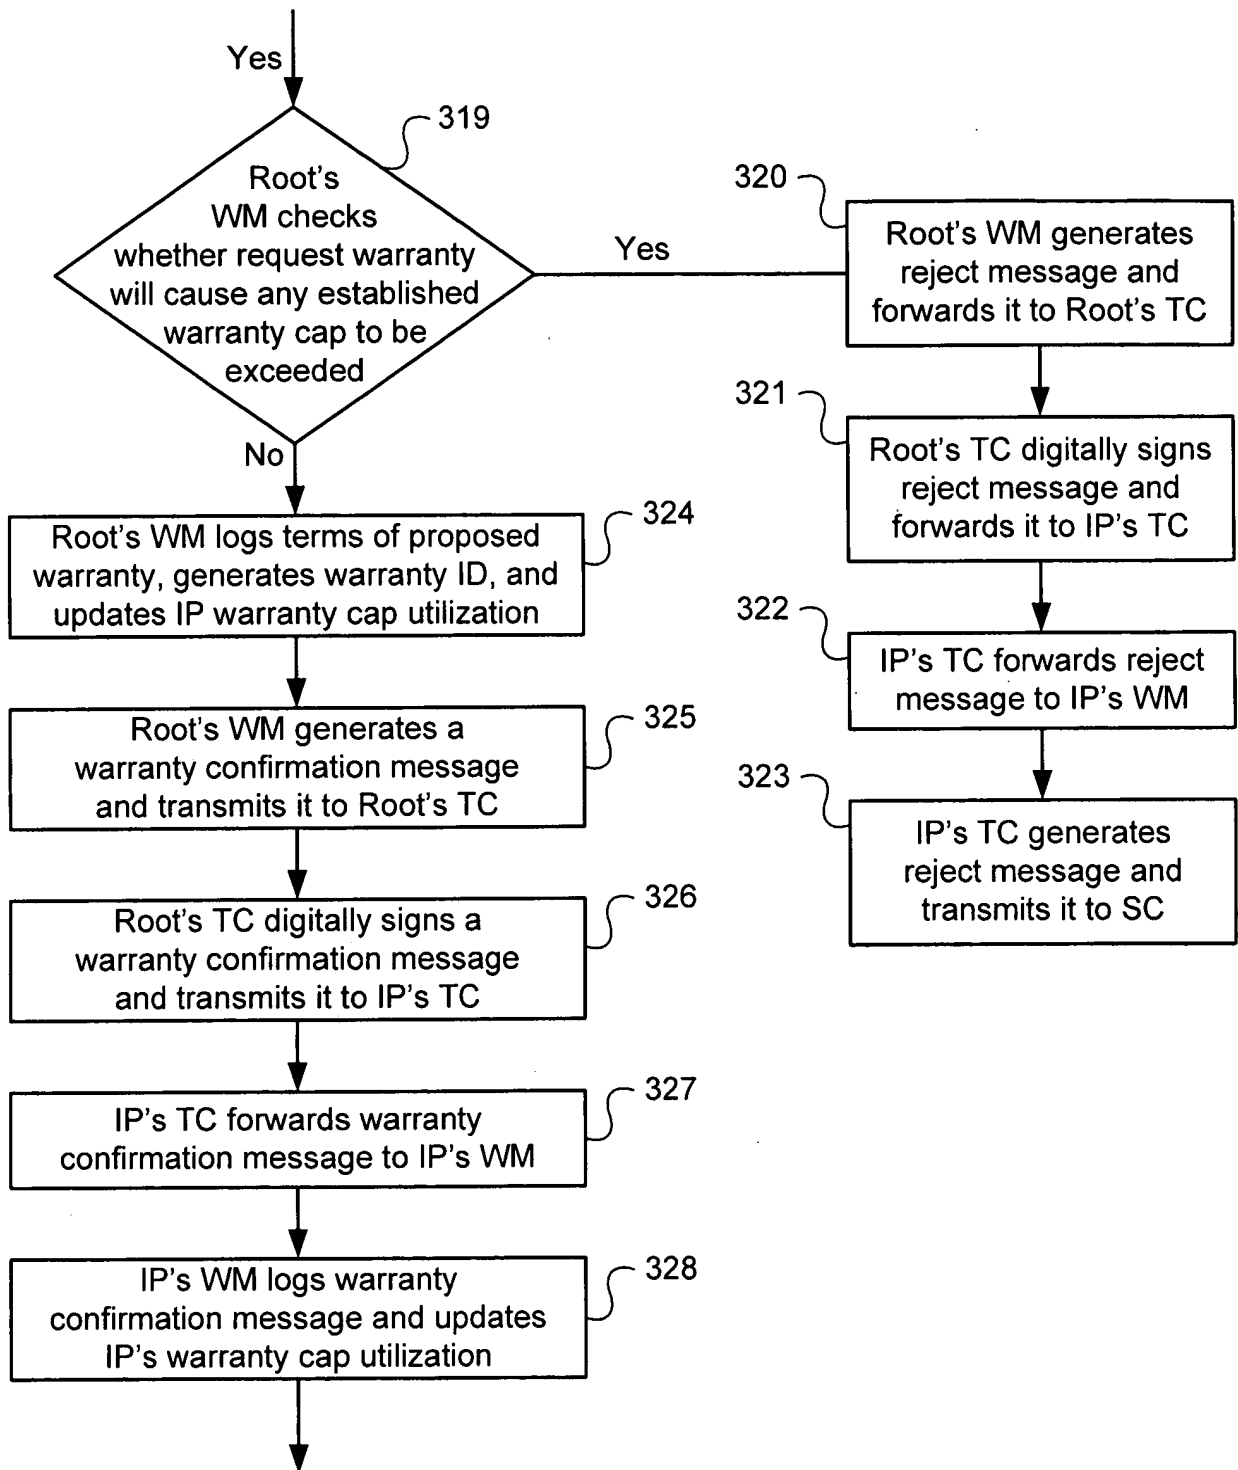 Yes
319
Root's
WM checks
whether request warranty
will cause any established
warranty cap to be
exceeded
Yes
No
320
Root's WM generates
reject message and
forwards it to Root's TC
321
Root's TC digitally signs
reject message and
forwards it to IP's TC
322
IP's TC forwards reject
message to IP's WM
323
IP's TC generates
reject message and
transmits it to SC
324
Root's WM logs terms of proposed
warranty, generates warranty ID, and
updates IP warranty cap utilization
325
Root's WM generates a
warranty confirmation message
and transmits it to Root's TC
326
Root's TC digitally signs a
warranty confirmation message
and transmits it to IP's TC
327
IP's TC forwards warranty
confirmation message to IP's WM
328
IP's WM logs warranty
confirmation message and updates
IP's warranty cap utilization